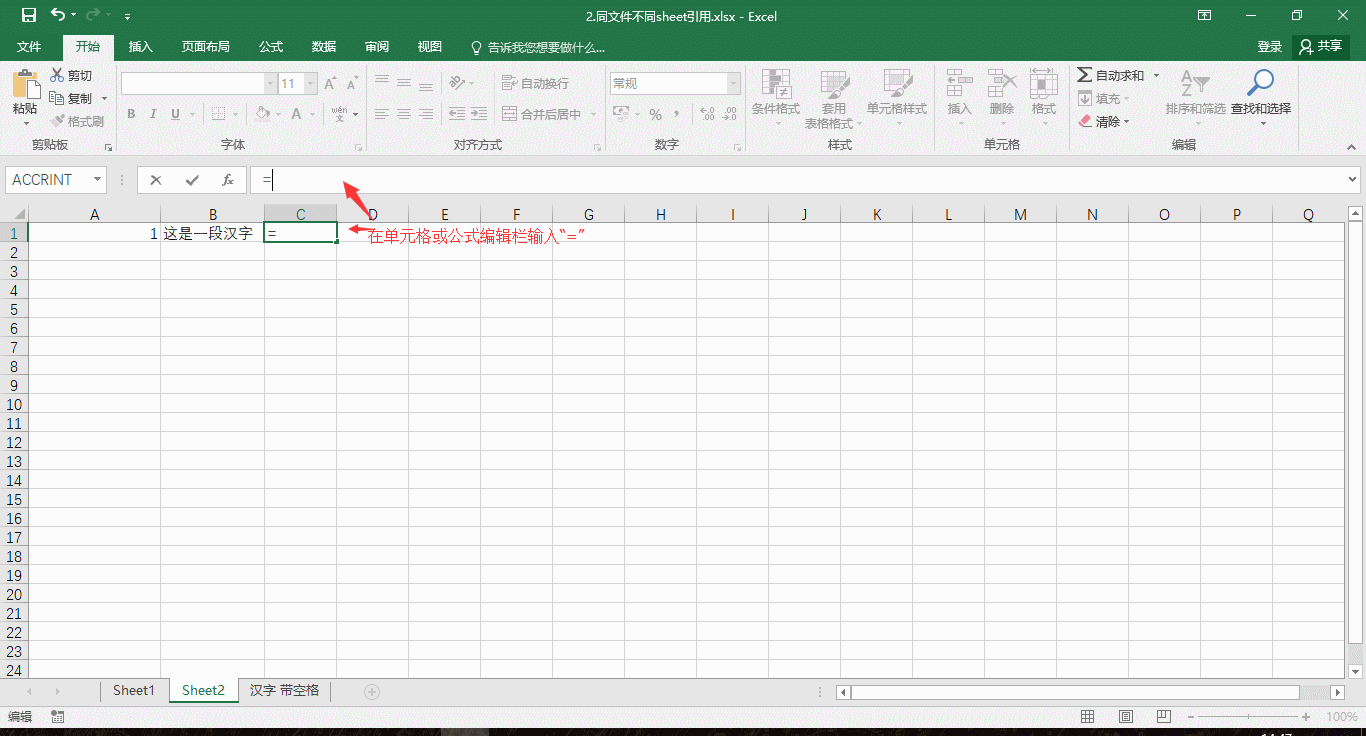 2.同文件不同sheet引用.xlsx - Excel
文件 开始 插入 页面布局 公式 数据 审阅 视图 告诉我您想要做什么... 登录 共享
粘贴 剪切 复制 格式刷 剪贴板
11 A A B I U A wén 文 字体
自动换行 合并后居中 对齐方式
常规 % , .0 .00 数字
条件格式 套用 表格格式 单元格样式 样式
插入 删除 格式 单元格
自动求和 填充 清除 排序和筛选 查找和选择 编辑
ACCRINT fx =
A B C D E F G H I J K L M N O P Q
1 1 这是一段汉字 = 在单元格或公式编辑栏输入“=”
2
3
4
5
6
7
8
9
10
11
12
13
14
15
16
17
18
19
20
21
22
23
24
Sheet1 Sheet2 汉字 带空格
编辑 100%